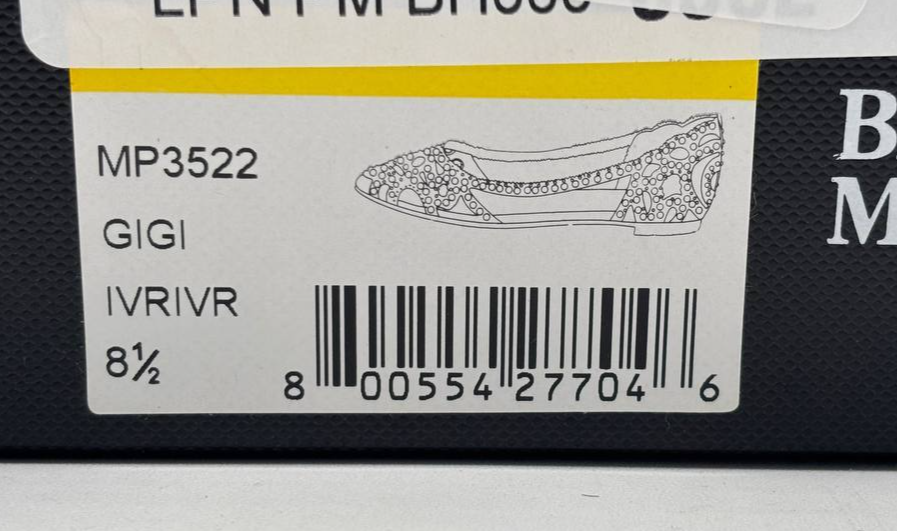 MP3522
GIGI
IVRIVR
8½
8 00554 27704 6